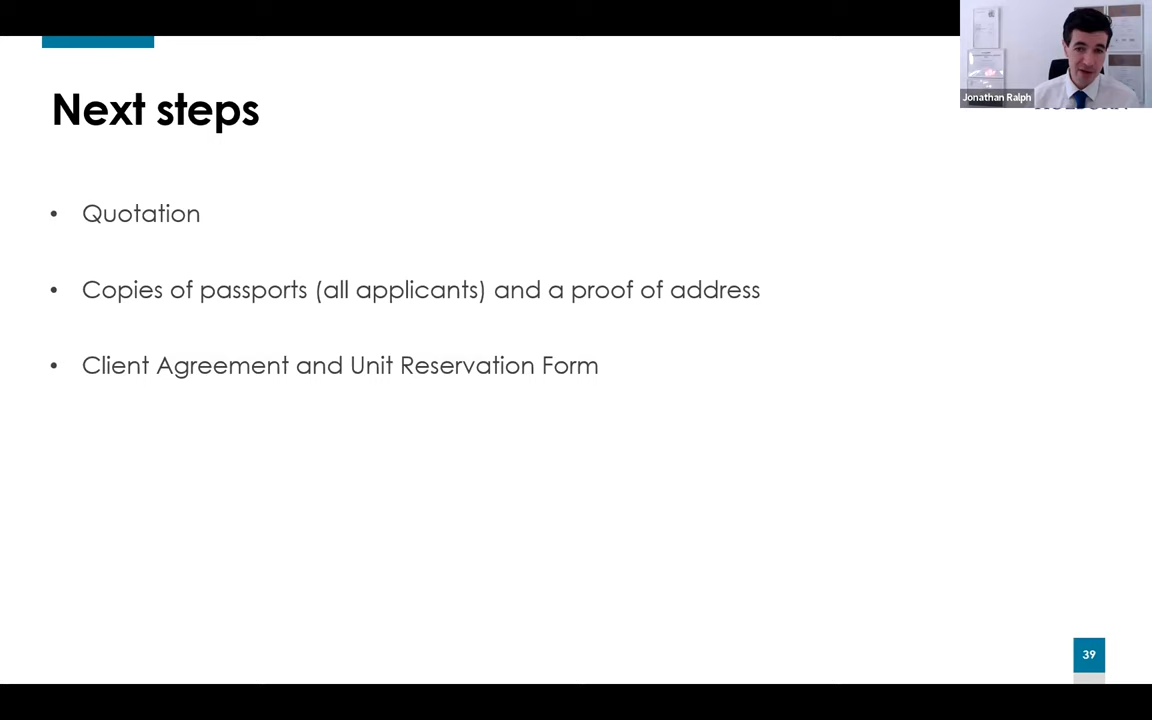 Jonathan Ralph
Next steps
• Quotation
• Copies of passports (all applicants) and a proof of address
• Client Agreement and Unit Reservation Form
39